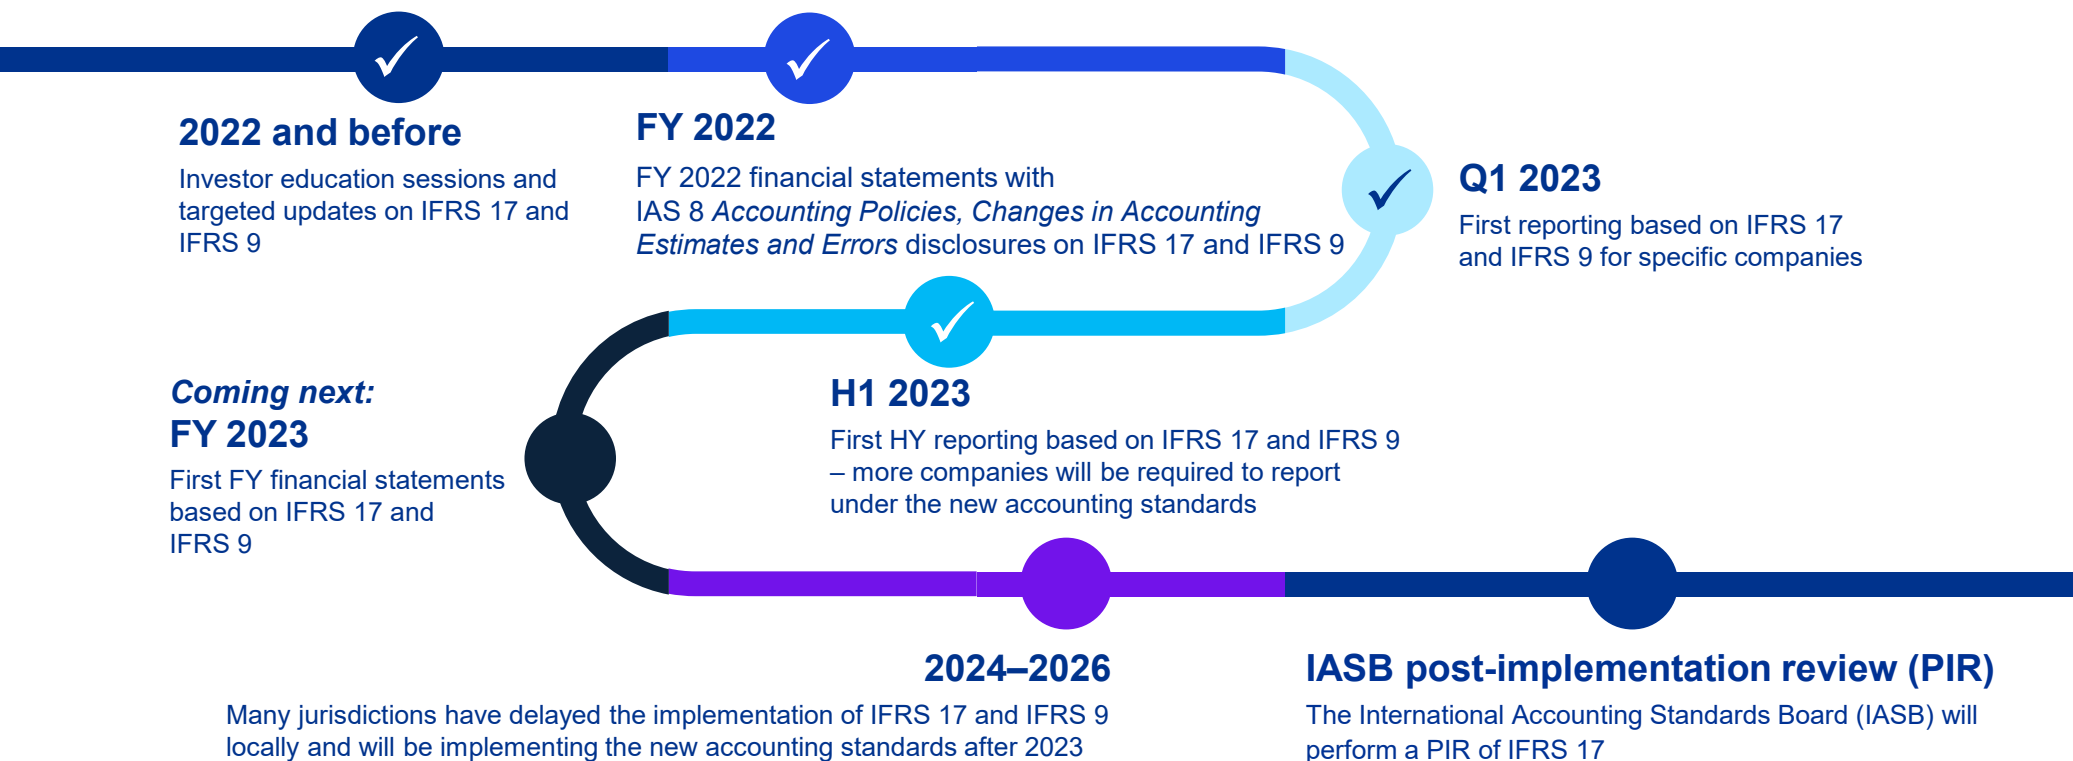 2022 and before
Investor education sessions and
targeted updates on IFRS 17 and
IFRS 9
FY 2022
FY 2022 financial statements with
IAS 8 Accounting Policies, Changes in Accounting
Estimates and Errors disclosures on IFRS 17 and IFRS 9
Q1 2023
First reporting based on IFRS 17
and IFRS 9 for specific companies
H1 2023
First HY reporting based on IFRS 17 and IFRS 9
– more companies will be required to report
under the new accounting standards
Coming next:
FY 2023
First FY financial statements
based on IFRS 17 and
IFRS 9
2024–2026
Many jurisdictions have delayed the implementation of IFRS 17 and IFRS 9
locally and will be implementing the new accounting standards after 2023
IASB post-implementation review (PIR)
The International Accounting Standards Board (IASB) will
perform a PIR of IFRS 17